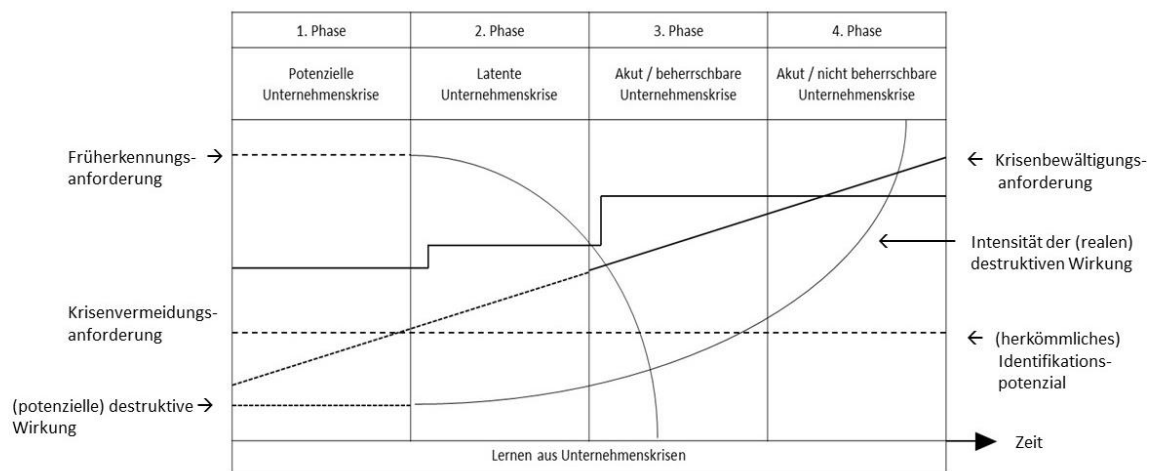 1. Phase
2. Phase
3. Phase
4. Phase
Potenzielle
Unternehmenskrise
Latente
Unternehmenskrise
Akut / beherrschbare
Unternehmenskrise
Akut / nicht beherrschbare
Unternehmenskrise
Früherkennungs-
anforderung
Krisenbewältigungs-
anforderung
Intensität der (realen)
destruktiven Wirkung
Krisenvermeidungs-
anforderung
(herkömmliches)
Identifikations-
potenzial
(potenzielle) destruktive
Wirkung
Zeit
Lernen aus Unternehmenskrisen